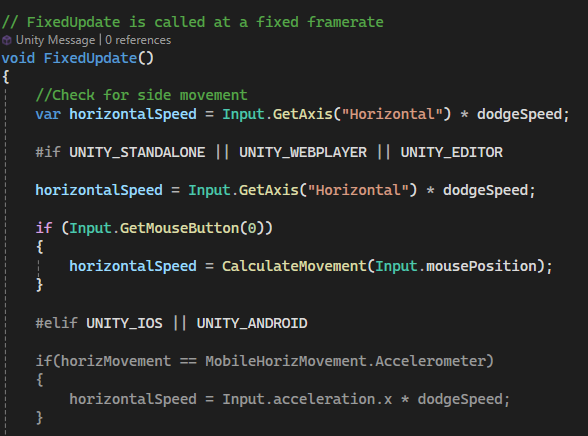 // FixedUpdate is called at a fixed framerate
Unity Message | 0 references
void FixedUpdate()
{
//Check for side movement
var horizontalSpeed = Input.GetAxis("Horizontal") * dodgeSpeed;
#if UNITY_STANDALONE || UNITY_WEBPLAYER || UNITY_EDITOR
horizontalSpeed = Input.GetAxis("Horizontal") * dodgeSpeed;
if (Input.GetMouseButton(0))
{
horizontalSpeed = CalculateMovement(Input.mousePosition);
}
#elif UNITY_IOS || UNITY_ANDROID
if(horizMovement == MobileHorizMovement.Accelerometer)
{
horizontalSpeed = Input.acceleration.x * dodgeSpeed;
}